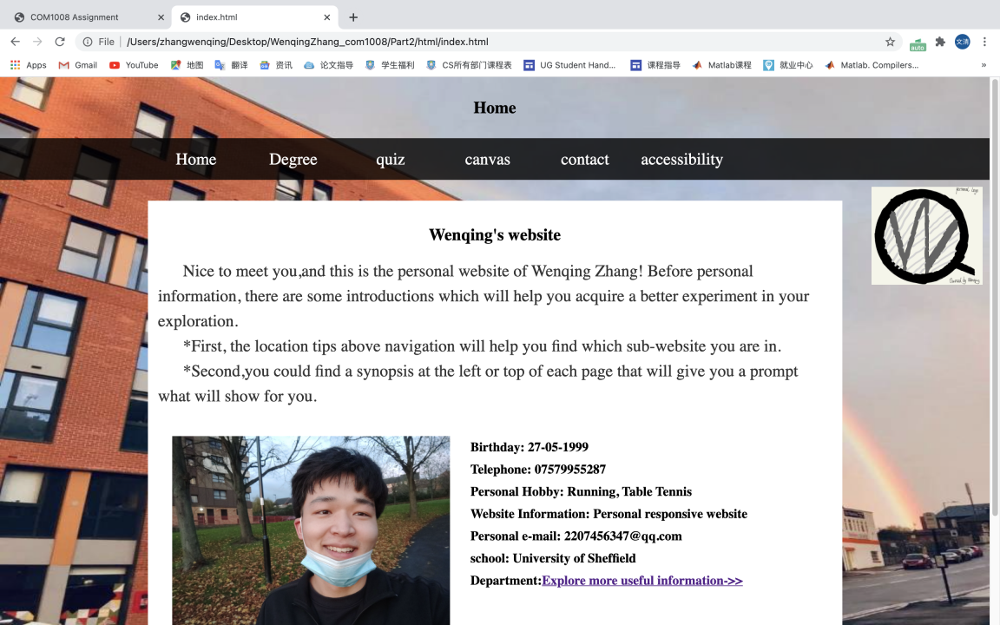 COM1008 Assignment
index.html
File
/Users/zhangwenqing/Desktop/WenqingZhang_com1008/Part2/html/index.html
auto
文清
Apps
Gmail
YouTube
地图
翻译
资讯
论文指导
学生福利
CS所有部门课程表
UG Student Hand...
课程指导
Matlab课程
就业中心
Matlab. Compilers...
»
Home
Home
Degree
quiz
canvas
contact
accessibility
personal logo
Wenqing's website
Nice to meet you,and this is the personal website of Wenqing Zhang! Before personal
information, there are some introductions which will help you acquire a better experiment in your
exploration.
*First, the location tips above navigation will help you find which sub-website you are in.
*Second,you could find a synopsis at the left or top of each page that will give you a prompt
what will show for you.
Birthday: 27-05-1999
Telephone: 07579955287
Personal Hobby: Running, Table Tennis
Website Information: Personal responsive website
Personal e-mail: 2207456347@qq.com
school: University of Sheffield
Department:Explore more useful information->>